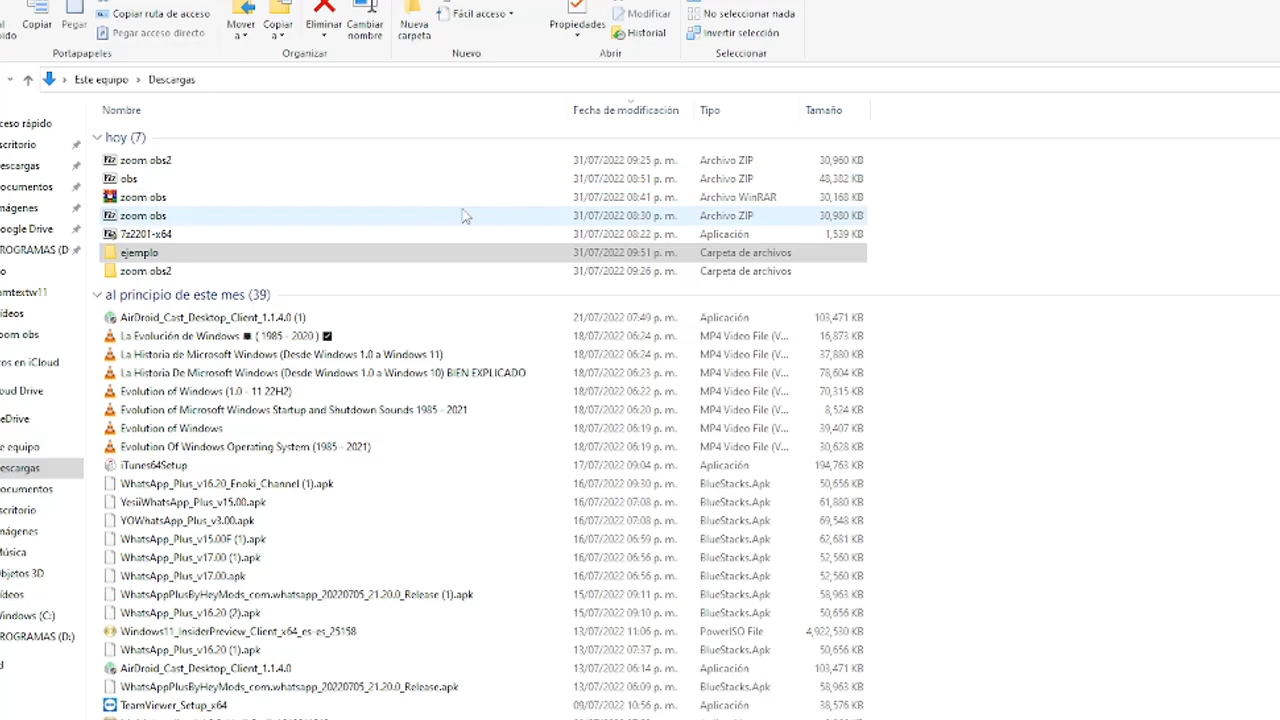 Copiar
Pegar
Copiar ruta de acceso
Pegar acceso directo
Portapapeles
Mover a
Copiar a
Eliminar
Cambiar nombre
Organizar
Nueva carpeta
Fácil acceso
Nuevo
Propiedades
Modificar
Historial
Abrir
No seleccionar nada
Invertir selección
Seleccionar
Este equipo > Descargas
Nombre Fecha de modificación Tipo Tamaño
hoy (7)
zoom obs2 31/07/2022 09:25 p. m. Archivo ZIP 30,960 KB
obs 31/07/2022 08:51 p. m. Archivo ZIP 48,382 KB
zoom obs 31/07/2022 08:41 p. m. Archivo WinRAR 30,168 KB
zoom obs 31/07/2022 08:30 p. m. Archivo ZIP 30,980 KB
7z2201-x64 31/07/2022 08:22 p. m. Aplicación 1,539 KB
ejemplo 31/07/2022 09:51 p. m. Carpeta de archivos
zoom obs2 31/07/2022 09:26 p. m. Carpeta de archivos
al principio de este mes (39)
AirDroid_Cast_Desktop_Client_1.1.4.0 (1) 21/07/2022 07:49 p. m. Aplicación 103,471 KB
La Evolución de Windows ( 1985 - 2020 ) 18/07/2022 06:24 p. m. MP4 Video File (V... 16,873 KB
La Historia de Microsoft Windows (Desde Windows 1.0 a Windows 11) 18/07/2022 06:24 p. m. MP4 Video File (V... 37,880 KB
La Historia De Microsoft Windows (Desde Windows 1.0 a Windows 10) BIEN EXPLICADO 18/07/2022 06:23 p. m. MP4 Video File (V... 78,604 KB
Evolution of Windows (1.0 - 11 22H2) 18/07/2022 06:22 p. m. MP4 Video File (V... 70,315 KB
Evolution of Microsoft Windows Startup and Shutdown Sounds 1985 - 2021 18/07/2022 06:20 p. m. MP4 Video File (V... 8,524 KB
Evolution of Windows 18/07/2022 06:19 p. m. MP4 Video File (V... 39,407 KB
Evolution Of Windows Operating System (1985 - 2021) 18/07/2022 06:19 p. m. MP4 Video File (V... 30,628 KB
iTunes64Setup 17/07/2022 09:04 p. m. Aplicación 194,763 KB
WhatsApp_Plus_v16.20_Enoki_Channel (1).apk 16/07/2022 09:30 p. m. BlueStacks.Apk 50,656 KB
YesiiWhatsApp_Plus_v15.00.apk 16/07/2022 07:08 p. m. BlueStacks.Apk 61,880 KB
YOWhatsApp_Plus_v3.00.apk 16/07/2022 07:08 p. m. BlueStacks.Apk 69,548 KB
WhatsApp_Plus_v15.00F (1).apk 16/07/2022 06:59 p. m. BlueStacks.Apk 62,681 KB
WhatsApp_Plus_v17.00 (1).apk 16/07/2022 06:56 p. m. BlueStacks.Apk 52,560 KB
WhatsApp_Plus_v17.00.apk 16/07/2022 06:56 p. m. BlueStacks.Apk 52,560 KB
WhatsAppPlusByHeyMods_com.whatsapp_20220705_21.20.0_Release (1).apk 15/07/2022 09:11 p. m. BlueStacks.Apk 58,963 KB
WhatsApp_Plus_v16.20 (2).apk 15/07/2022 09:10 p. m. BlueStacks.Apk 50,656 KB
Windows11_InsiderPreview_Client_x64_es-es_25158 13/07/2022 11:06 p. m. PowerISO File 4,922,530 KB
WhatsApp_Plus_v16.20 (1).apk 13/07/2022 07:37 p. m. BlueStacks.Apk 50,656 KB
AirDroid_Cast_Desktop_Client_1.1.4.0 13/07/2022 06:14 p. m. Aplicación 103,471 KB
WhatsAppPlusByHeyMods_com.whatsapp_20220705_21.20.0_Release.apk 13/07/2022 06:09 p. m. BlueStacks.Apk 58,963 KB
TeamViewer_Setup_x64 09/07/2022 10:56 p. m. Aplicación 38,576 KB
ceso rápido
scritorio
escargas
ocumentos
mágenes
oogle Drive
ROGRAMAS (D
o
amtextw11
ídeos
oom obs
tos en iCloud
oud Drive
eDrive
e equipo
escargas
ocumentos
scritorio
mágenes
úsica
bjetos 3D
ídeos
indows (C:)
ROGRAMAS (D:)
d